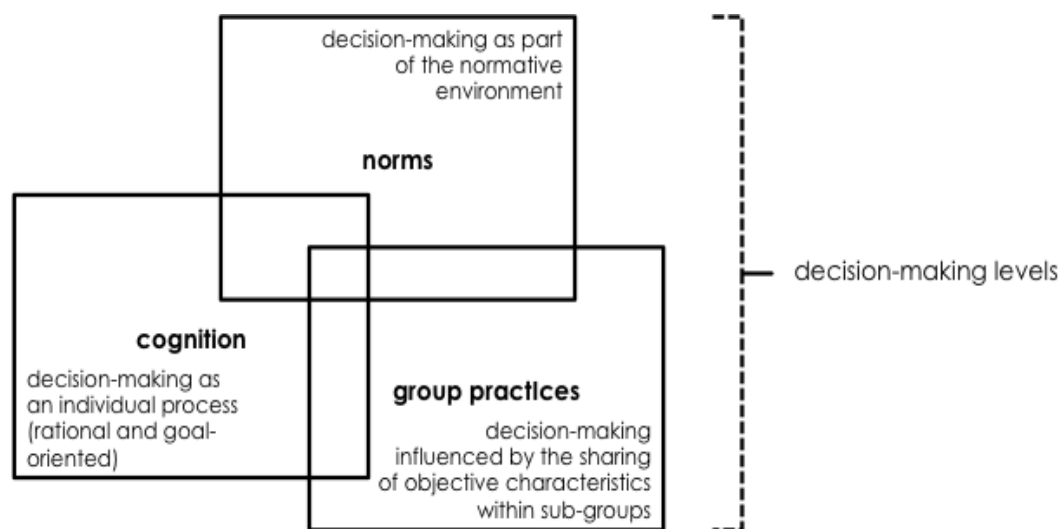 decision-making as part
of the normative
environment
norms
cognition
decision-making as
an individual process
(rational and goal-
oriented)
group practices
decision-making
influenced by the sharing
of objective characteristics
within sub-groups
decision-making levels